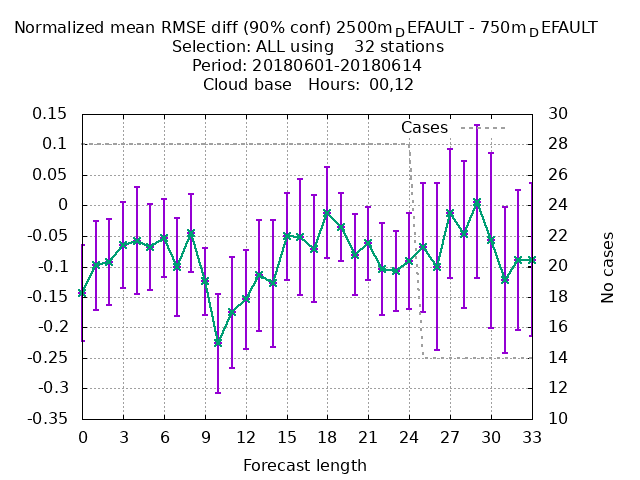 Normalized mean RMSE diff (90% conf) 2500m_DEFAULT - 750m_DEFAULT
Selection: ALL using 32 stations
Period: 20180601-20180614
Cloud base Hours: 00,12
Cases
0.15
0.1
0.05
0
-0.05
-0.1
-0.15
-0.2
-0.25
-0.3
-0.35
30
28
26
24
22
20
18
16
14
12
10
No cases
0 3 6 9 12 15 18 21 24 27 30 33
Forecast length